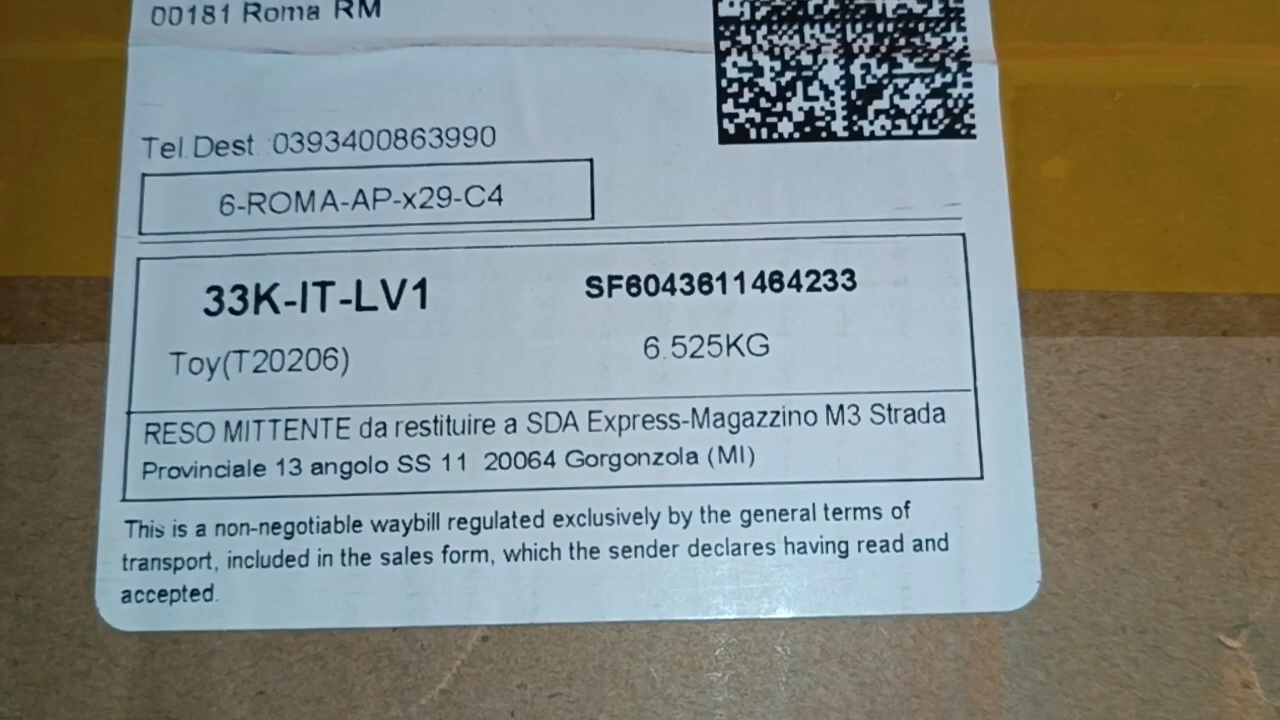 00181 Roma RM
Tel.Dest. :0393400863990
6-ROMA-AP-x29-C4
33K-IT-LV1
SF6043611464233
Toy(T20206)
6.525KG
RESO MITTENTE da restituire a SDA Express-Magazzino M3 Strada
Provinciale 13 angolo SS 11 20064 Gorgonzola (MI)
This is a non-negotiable waybill regulated exclusively by the general terms of
transport, included in the sales form, which the sender declares having read and
accepted.